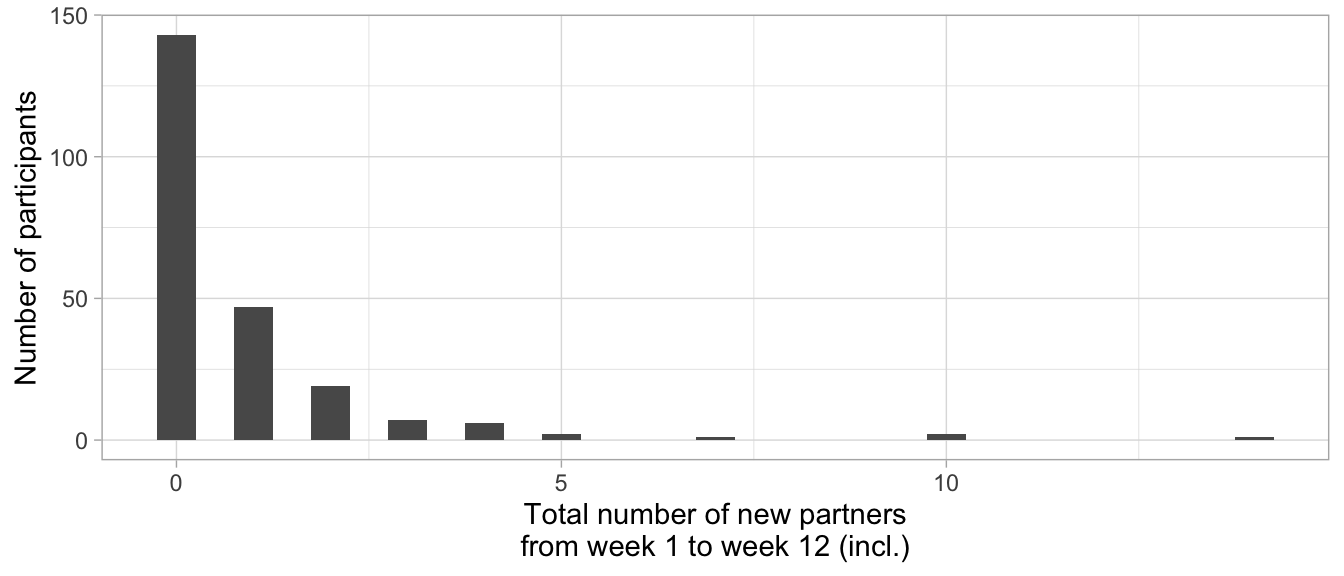 150
100
50
0
Number of participants
0 5 10
Total number of new partners
from week 1 to week 12 (incl.)